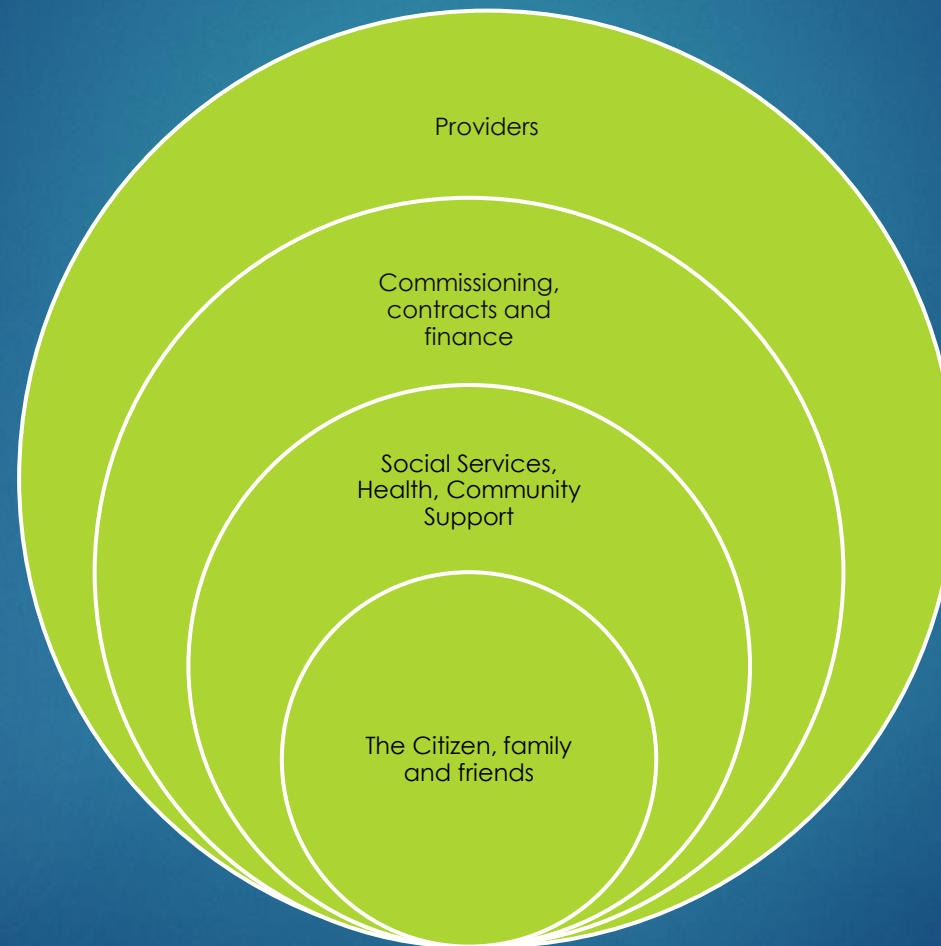 Providers
Commissioning,
contracts and
finance
Social Services,
Health, Community
Support
The Citizen, family
and friends